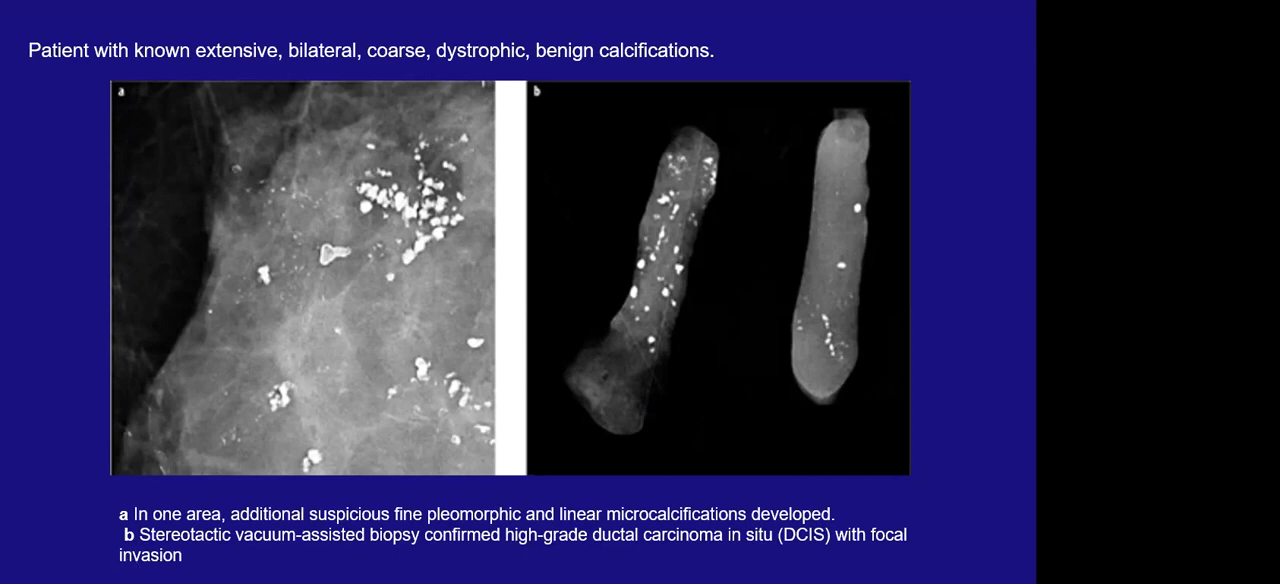 Patient with known extensive, bilateral, coarse, dystrophic, benign calcifications.
a
b
a In one area, additional suspicious fine pleomorphic and linear microcalcifications developed.
b Stereotactic vacuum-assisted biopsy confirmed high-grade ductal carcinoma in situ (DCIS) with focal
invasion